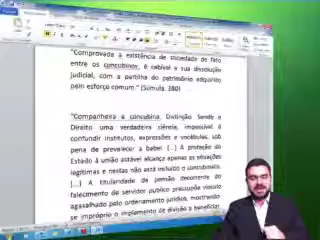 "Comprovada a existência de sociedade de fato
entre os concubinos, é cabível a sua dissolução
judicial, com a partilha do patrimônio adquirido
pelo esforço comum." (Súmula. 380)
"Companheira e concubina. Distinção. Sendo o
Direito uma verdadeira ciência, impossível é
confundir institutos, expressões e vocábulos, sob
pena de prevalecer a babel. (...) A proteção do
Estado à união estável alcança apenas as situações
legítimas e nestas não está incluído o concubinato.
(...) A titularidade da pensão decorrente do
falecimento de servidor público pressupõe vínculo
agasalhado pelo ordenamento jurídico, mostrando-
se impróprio o implemento de divisão a beneficiar,